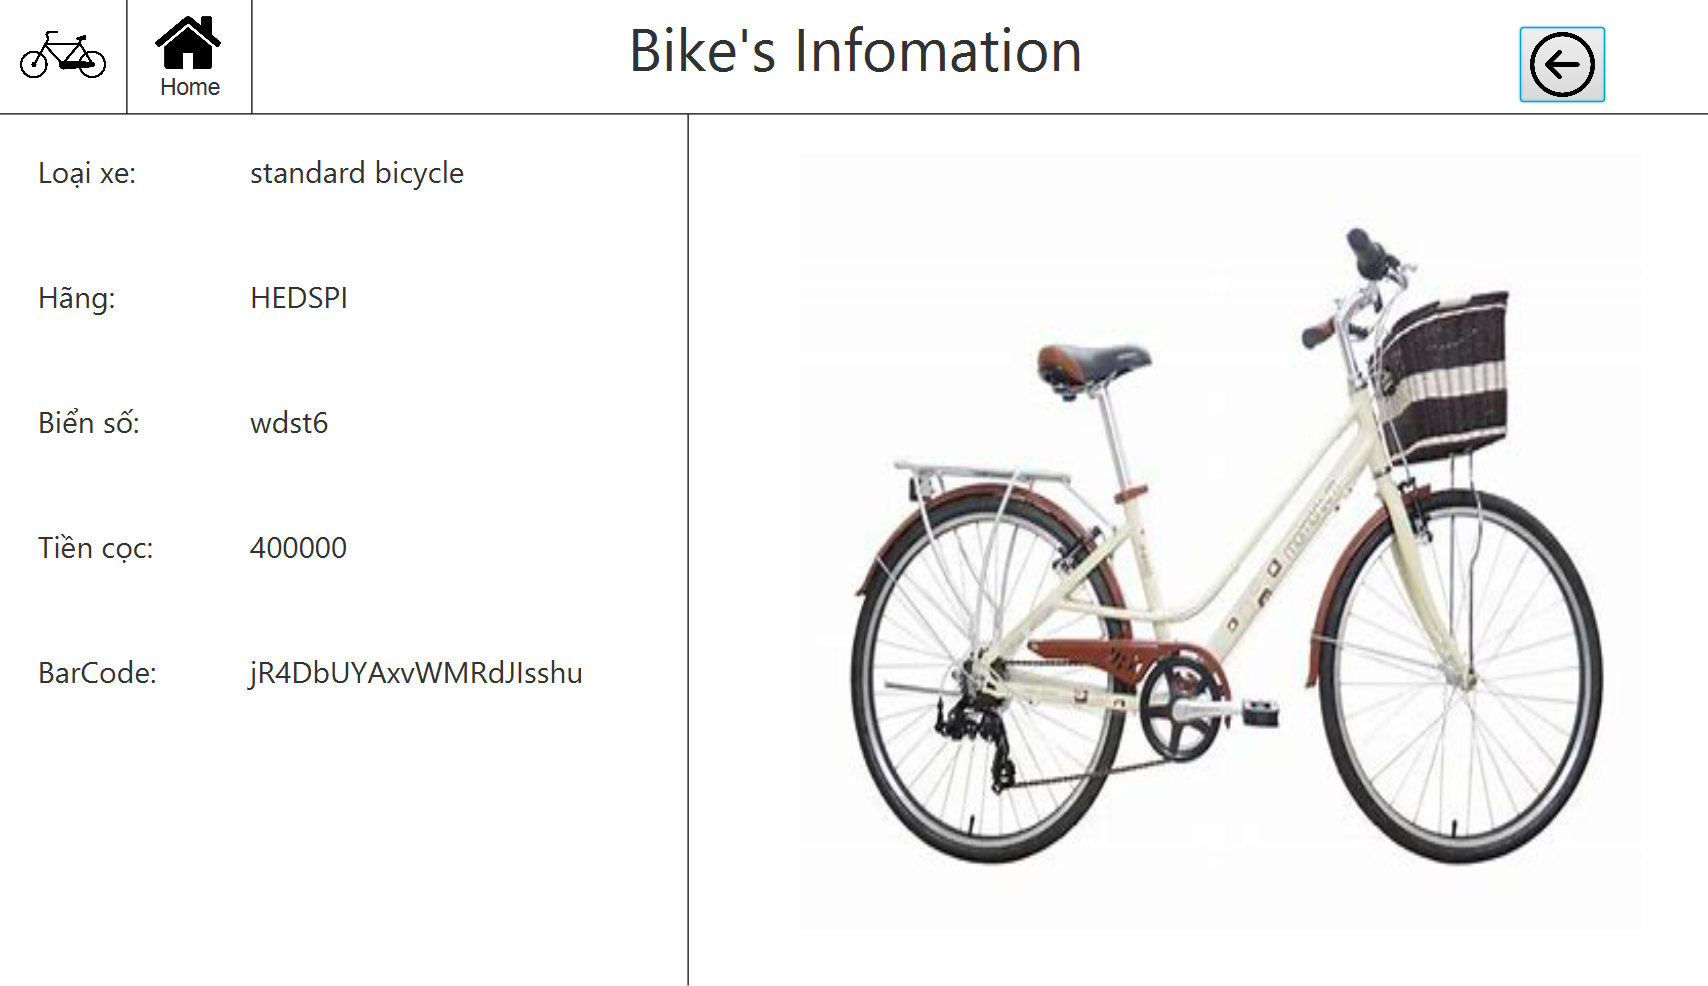 Home
Bike's Infomation
Loại xe: standard bicycle
Hãng: HEDSPI
Biển số: wdst6
Tiền cọc: 400000
BarCode: jR4DbUYAxvWMRdJIsshu